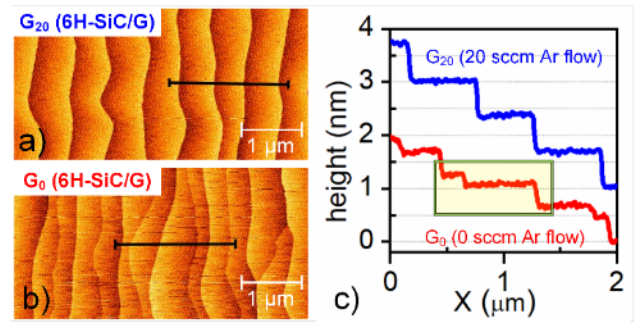 G₂₀ (6H-SiC/G)
a)
1 μm
G₀ (6H-SiC/G)
b)
1 μm
height (nm)
4
3
2
1
0
G₂₀ (20 sccm Ar flow)
G₀ (0 sccm Ar flow)
0
1
2
c)
X (μm)